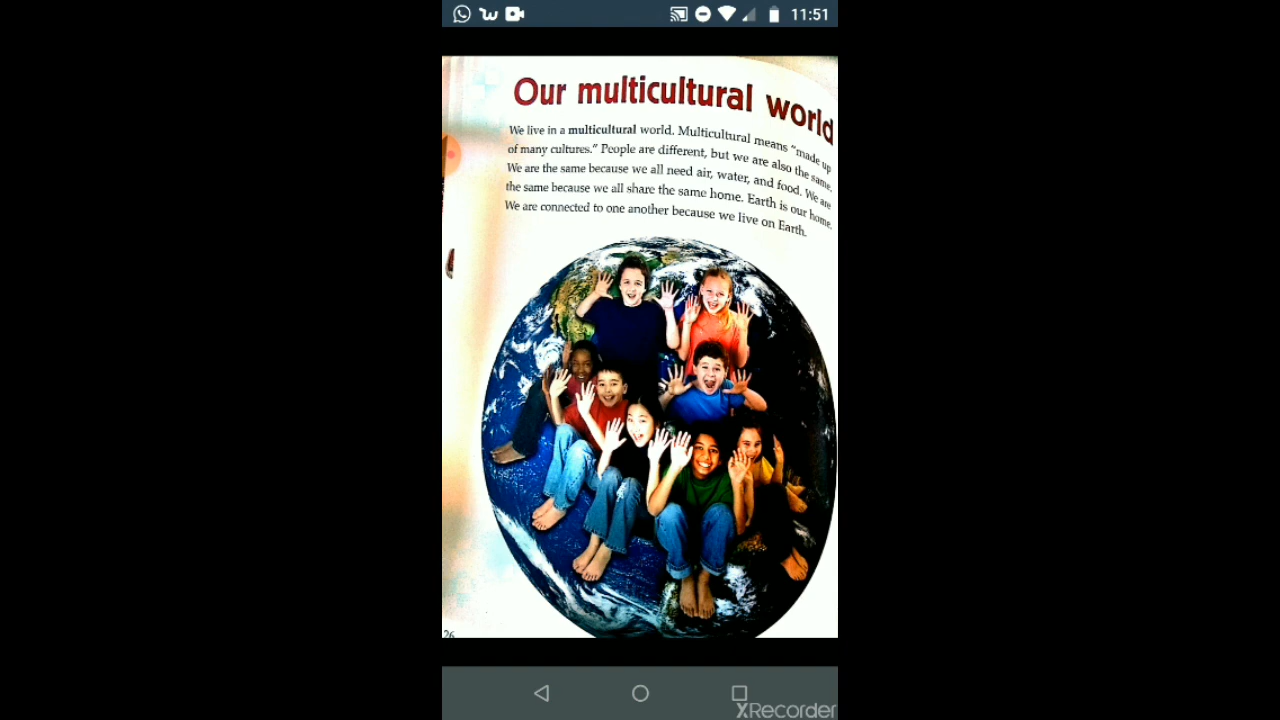 11:51
Our multicultural world
We live in a multicultural world. Multicultural means “made up
of many cultures.” People are different, but we are also the same.
We are the same because we all need air, water, and food. We are
the same because we all share the same home. Earth is our home.
We are connected to one another because we live on Earth.
26
XRecorder